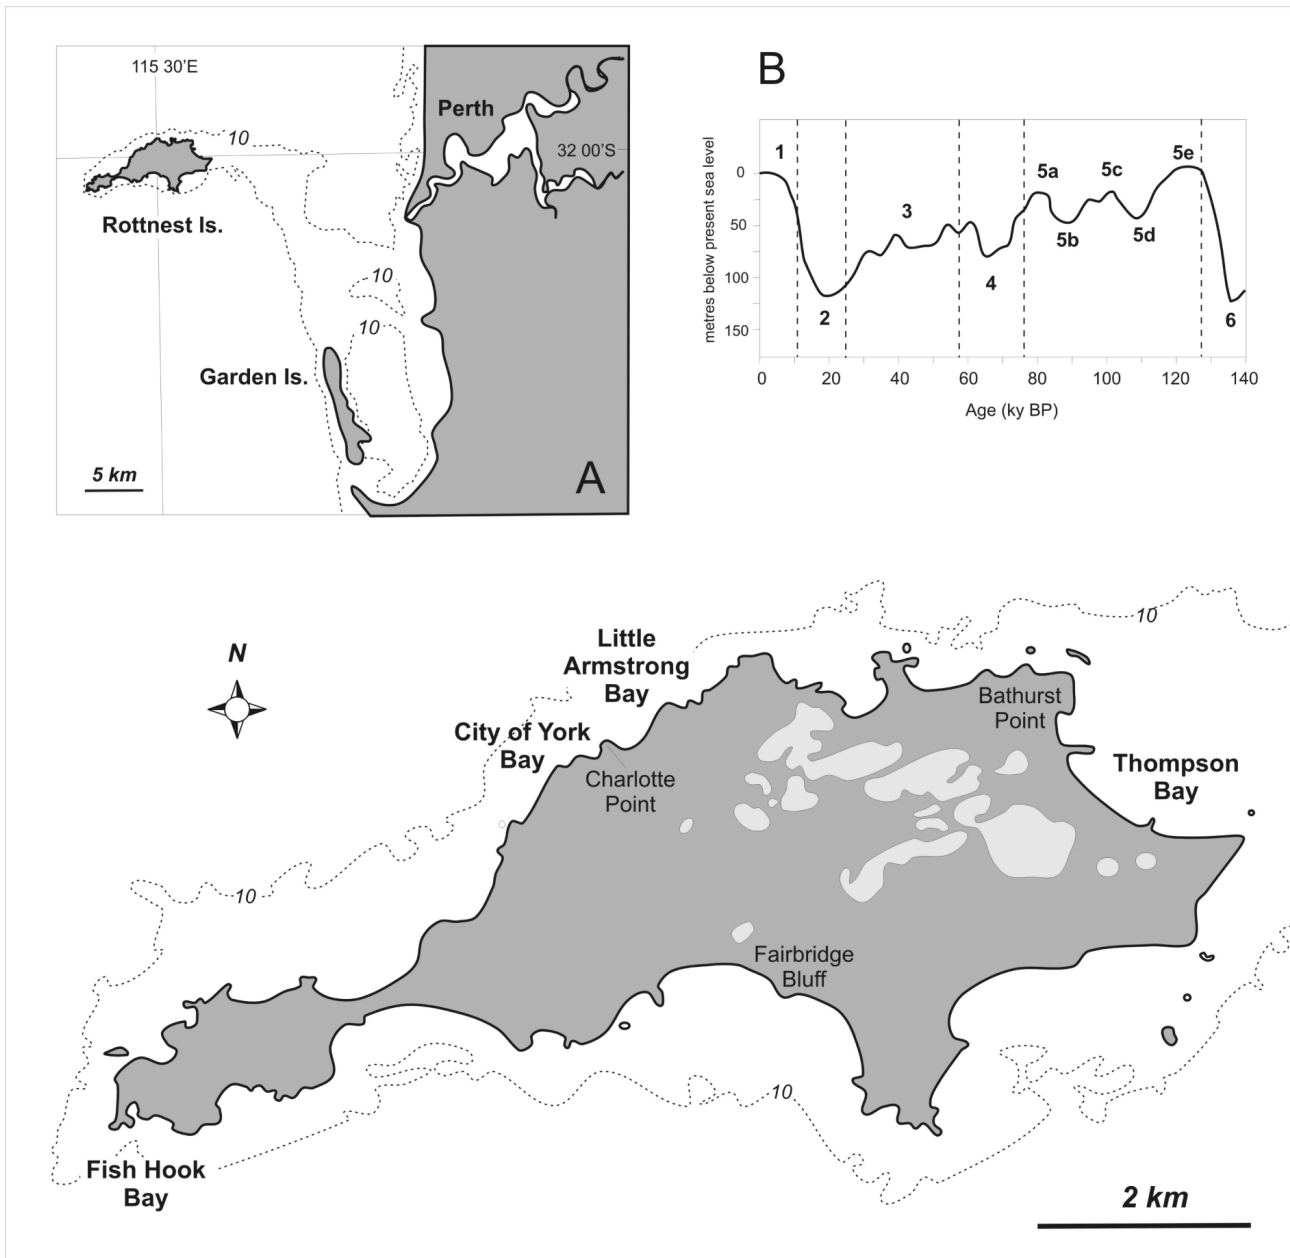 115 30'E
10
Perth
32 00'S
Rottnest Is.
10
10
Garden Is.
5 km
A
B
metres below present sea level
0
50
100
150
1
2
3
4
5a
5b
5c
5d
5e
6
0
20
40
60
80
100
120
140
Age (ky BP)
N
Little
Armstrong
Bay
City of York
Bay
Charlotte
Point
10
Bathurst
Point
Thompson
Bay
10
Fairbridge
Bluff
10
Fish Hook
Bay
2 km